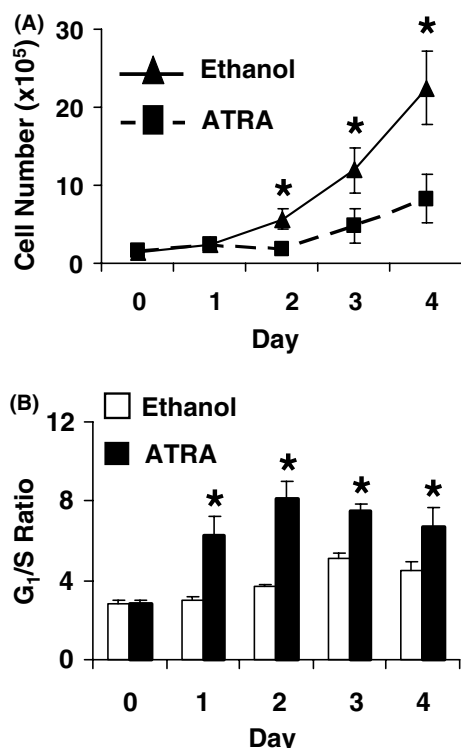 (A)
Cell Number (x10⁵)
30
20
10
0
Ethanol
ATRA
*
*
*
0 1 2 3 4
Day
(B)
G₁/S Ratio
12
8
4
0
Ethanol
ATRA
*
*
*
*
0 1 2 3 4
Day